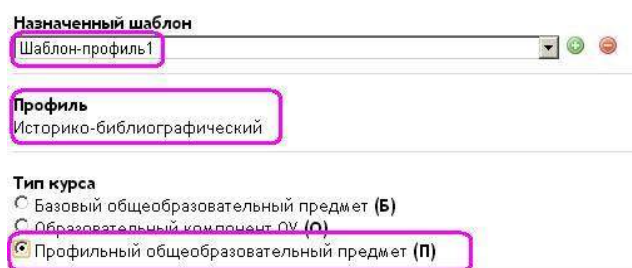 Назначенный шаблон
Шаблон-профиль1
Профиль
Историко-библиографический
Тип курса
Базовый общеобразовательный предмет (Б)
Образовательный компонент ОУ (О)
Профильный общеобразовательный предмет (П)